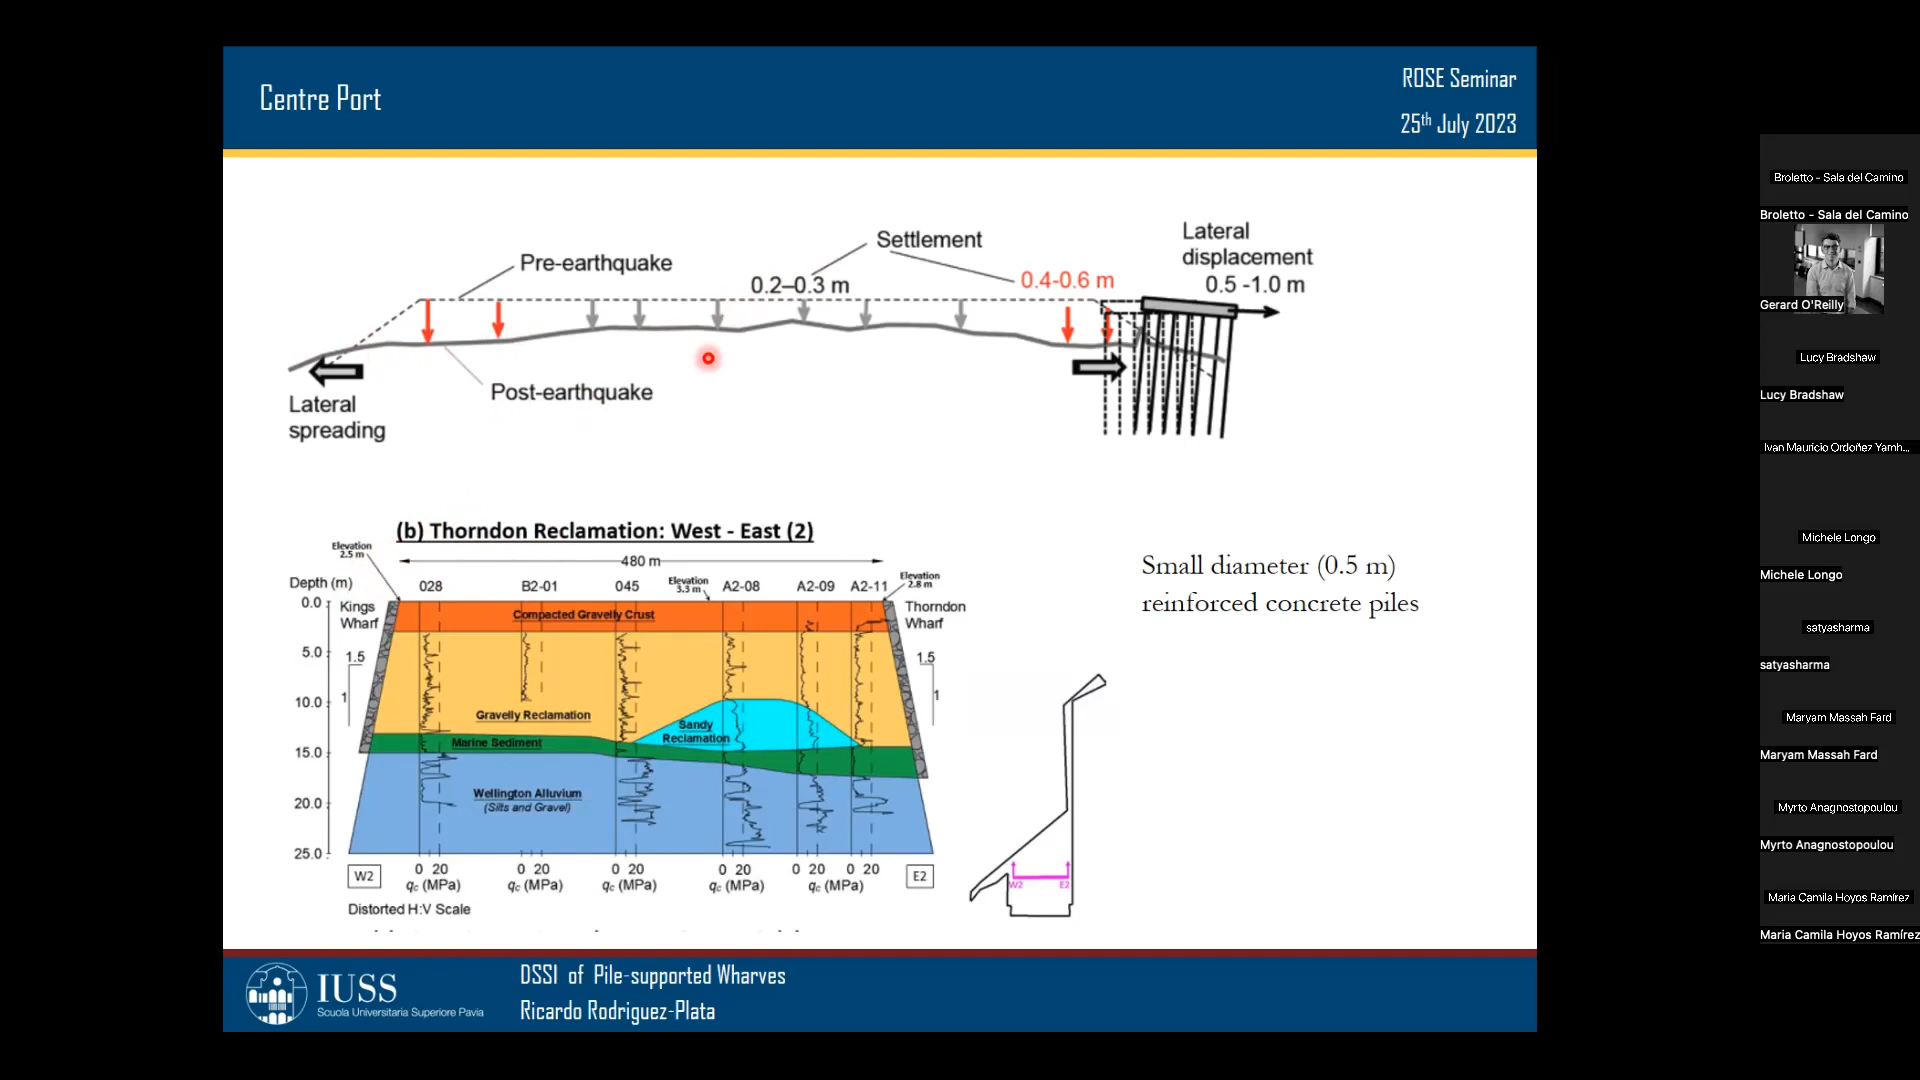 Centre Port
ROSE Seminar
25th July 2023
Pre-earthquake
Settlement
0.2–0.3 m
0.4-0.6 m
Lateral
displacement
0.5 -1.0 m
Post-earthquake
Lateral
spreading
(b) Thorndon Reclamation: West - East (2)
Elevation
2.5 m
480 m
Depth (m)
028
B2-01
045
Elevation
3.3 m
A2-08
A2-09
A2-11
Elevation
2.8 m
0.0
Kings
Wharf
Compacted Gravelly Crust
Thorndon
Wharf
5.0
1.5
1
1.5
1
10.0
Gravelly Reclamation
Sandy
Reclamation
Marine Sediment
15.0
Wellington Alluvium
(Silts and Gravel)
20.0
25.0
W2
0 20
0 20
0 20
0 20
0 20
0 20
E2
qc (MPa)
qc (MPa)
qc (MPa)
qc (MPa)
qc (MPa)
Distorted H:V Scale
Small diameter (0.5 m)
reinforced concrete piles
W2
E2
IUSS
Scuola Universitaria Superiore Pavia
DSSI of Pile-supported Wharves
Ricardo Rodriguez-Plata
Broletto - Sala del Camino
Broletto - Sala del Camino
Gerard O'Reilly
Lucy Bradshaw
Lucy Bradshaw
Ivan Mauricio Ordoñez Yamh...
Michele Longo
Michele Longo
satyasharma
satyasharma
Maryam Massah Fard
Maryam Massah Fard
Myrto Anagnostopoulou
Myrto Anagnostopoulou
Maria Camila Hoyos Ramírez
Maria Camila Hoyos Ramírez